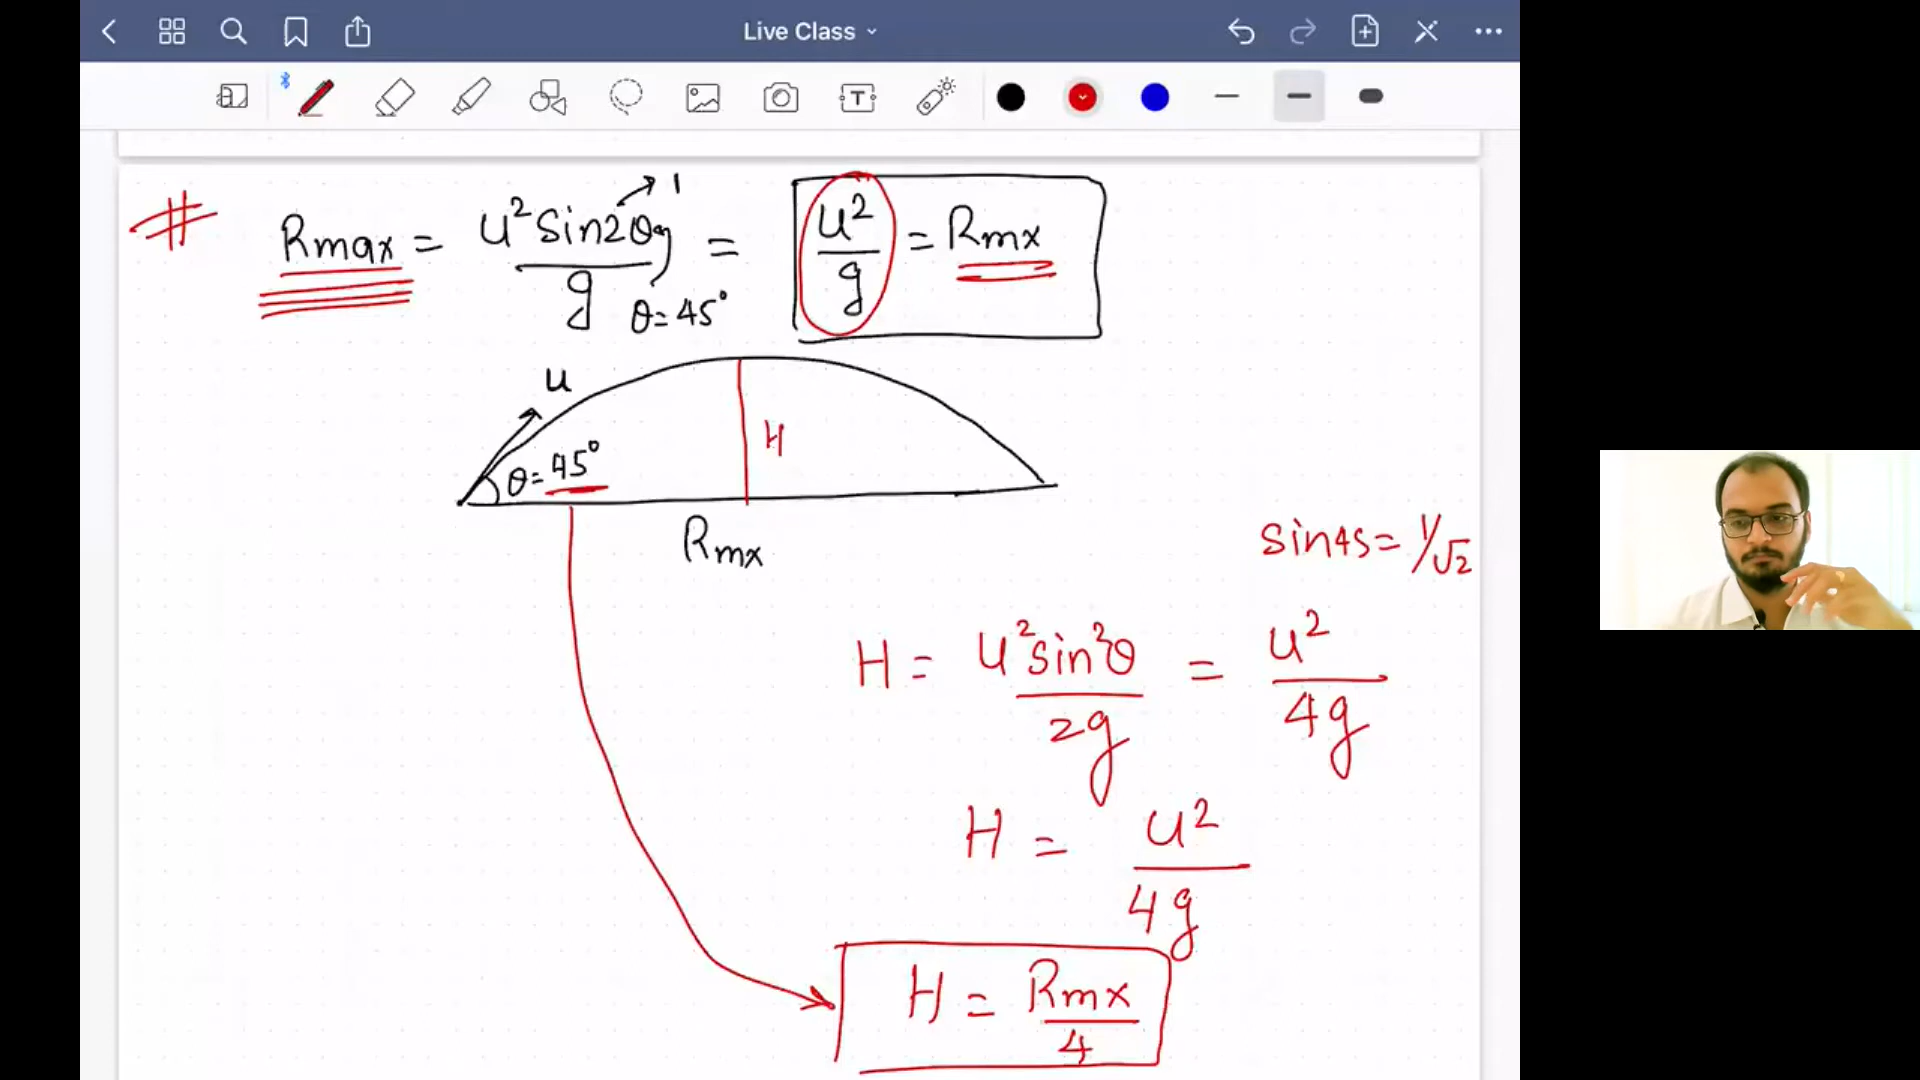 Live Class
# Rmax = u²sin2θ/g = u²/g = Rmx
1
θ=45°
u
H
θ=45°
Rmx
sin45=1/√2
H = u²sin²θ/2g = u²/4g
H = u²/4g
H = Rmx/4